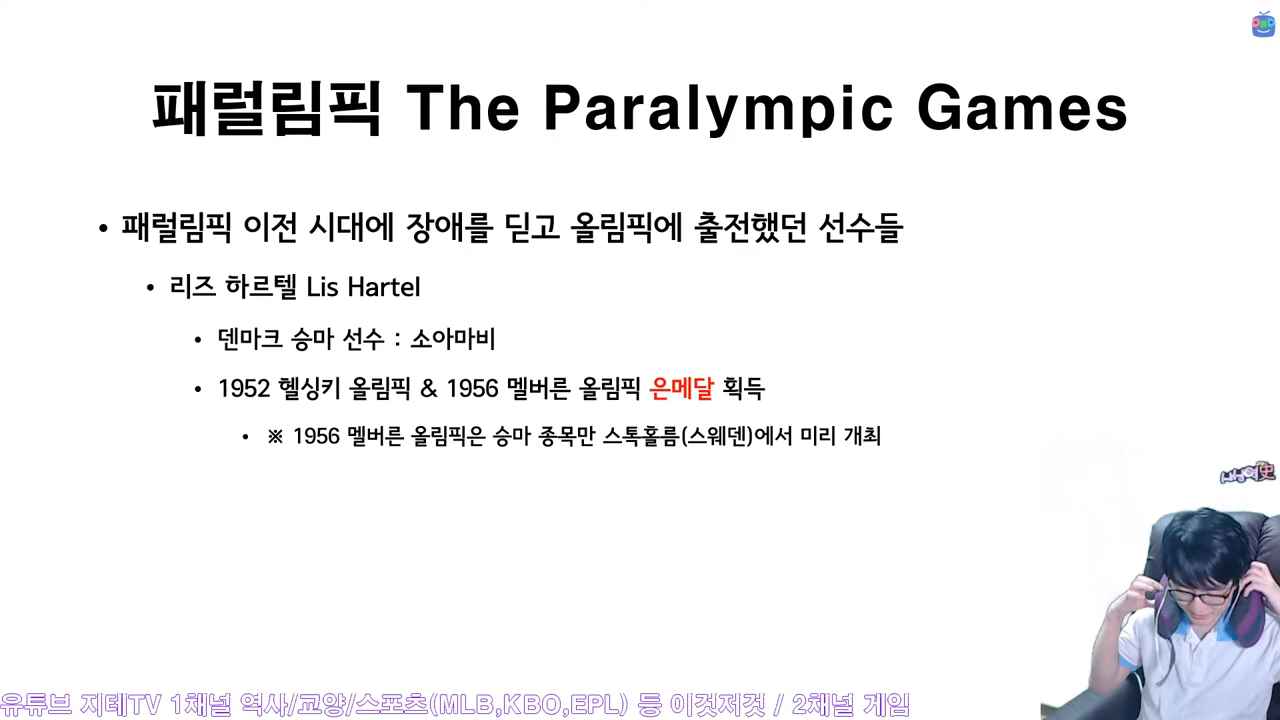 패럴림픽 The Paralympic Games
• 패럴림픽 이전 시대에 장애를 딛고 올림픽에 출전했던 선수들
• 리즈 하르텔 Lis Hartel
• 덴마크 승마 선수 : 소아마비
• 1952 헬싱키 올림픽 & 1956 멜버른 올림픽 은메달 획득
• ※ 1956 멜버른 올림픽은 승마 종목만 스톡홀름(스웨덴)에서 미리 개최
유튜브 지테TV 1채널 역사/교양/스포츠(MLB,KBO,EPL) 등 이것저것 / 2채널 게임